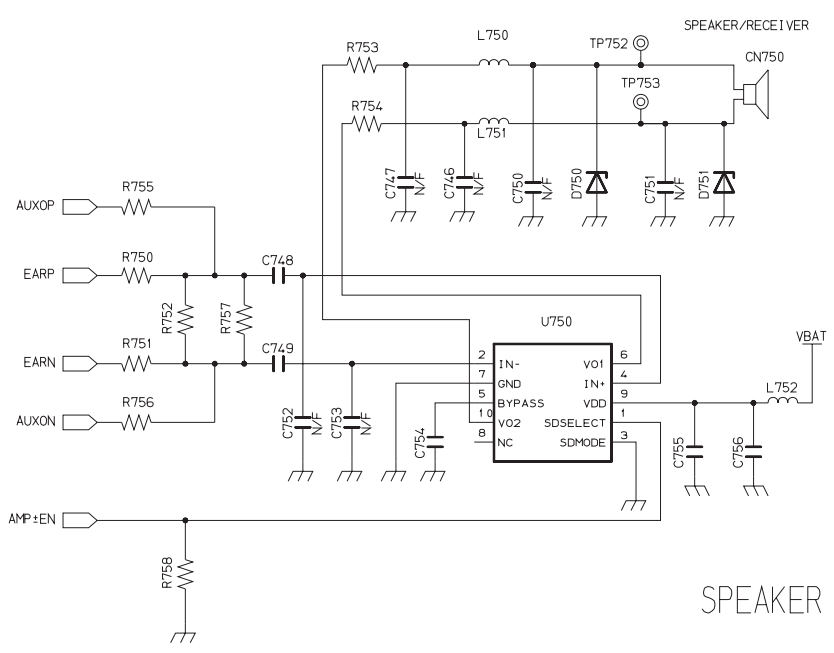 SPEAKER/RECEIVER
L750
TP752
CN750
R753
TP753
R754
L751
C747
N/F
C746
N/F
C750
N/F
D750
C751
N/F
D751
R755
AUXOP
R750
C748
EARP
R752
R757
U750
VBAT
R751
C749
EARN
2 IN- VO1 6
7 GND IN+ 4
5 BYPASS VDD 9
10 VO2 SDSELECT 1
8 NC SDMODE 3
L752
R756
AUXON
C752
N/F
C753
N/F
C754
C755
C756
AMP±EN
R758
SPEAKER